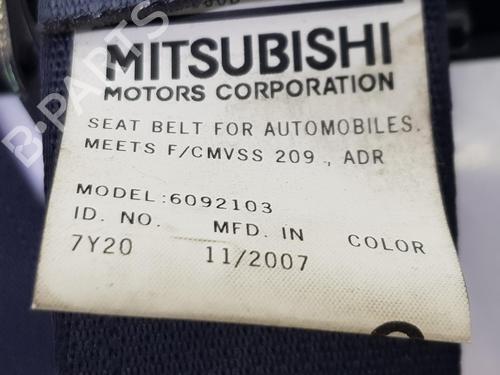 MITSUBISHI
MOTORS CORPORATION
SEAT BELT FOR AUTOMOBILES.
MEETS F/CMVSS 209 ., ADR
MODEL:6092103
ID. NO. MFD. IN COLOR
7Y20 11/2007
B-PARTS